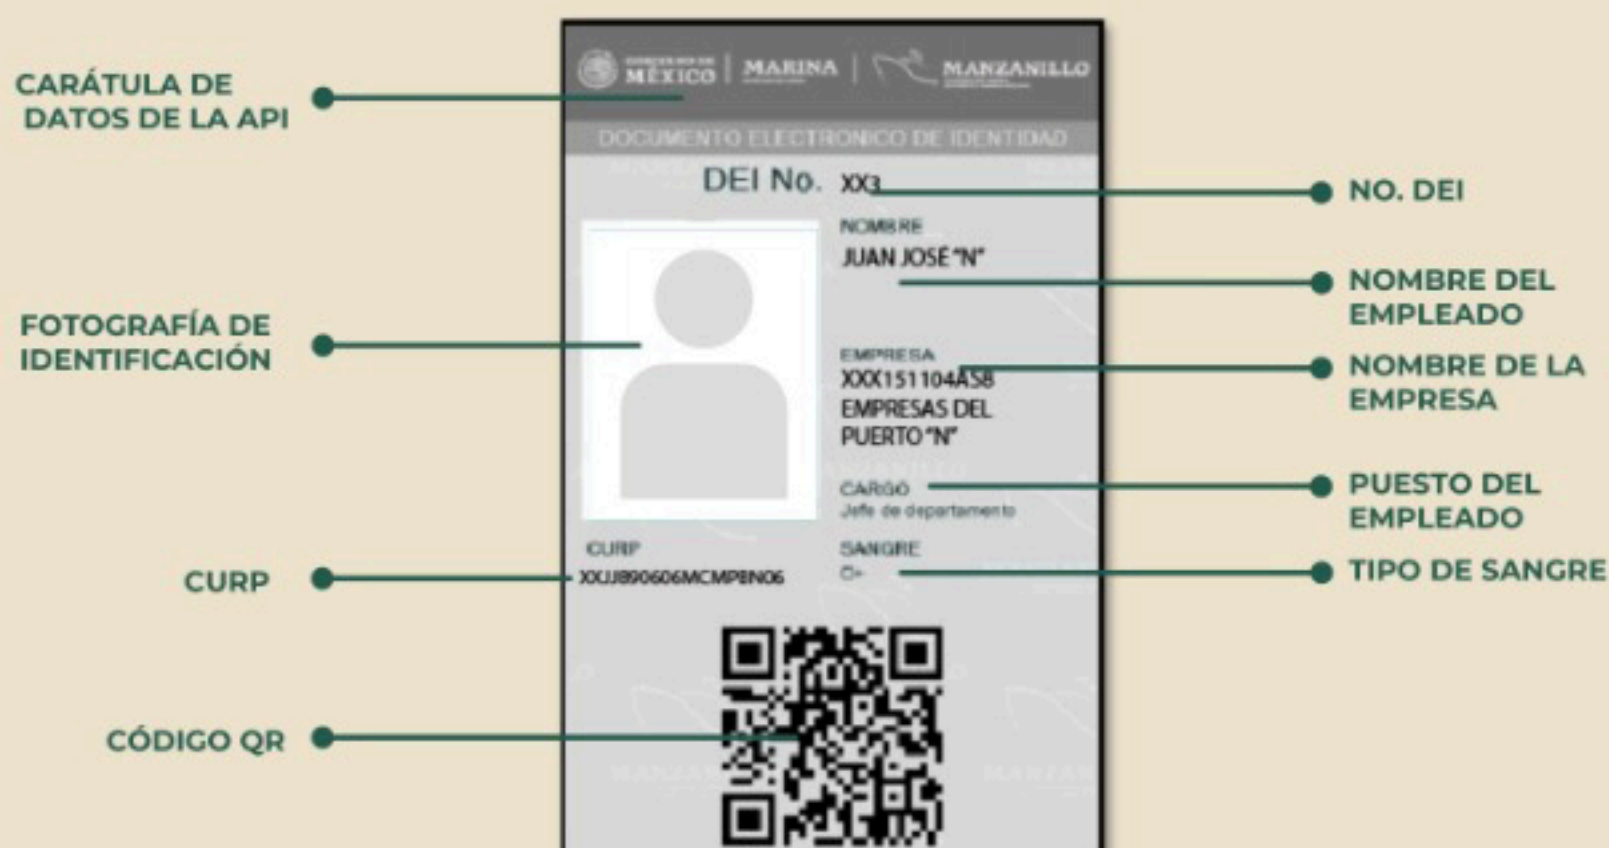 CARÁTULA DE
DATOS DE LA API
FOTOGRAFÍA DE
IDENTIFICACIÓN
CURP
CÓDIGO QR
GOBIERNO DE
MÉXICO
MARINA
MANZANILLO
DOCUMENTO ELECTRONICO DE IDENTIDAD
DEI No. XX3
NOMBRE
JUAN JOSÉ "N"
EMPRESA
XXX151104AS8
EMPRESAS DEL
PUERTO "N"
CARGO
Jefe de departamento
CURP
SANGRE
XXJJ890606MCMPBN06
O+
NO. DEI
NOMBRE DEL
EMPLEADO
NOMBRE DE LA
EMPRESA
PUESTO DEL
EMPLEADO
TIPO DE SANGRE